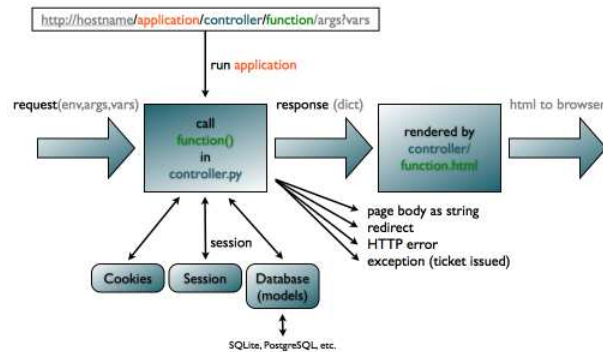 http://hostname/application/controller/function/args?vars
run application
request(env,args,vars)
response (dict)
html to browser
call
function()
in
controller.py
rendered by
controller/
function.html
page body as string
redirect
HTTP error
exception (ticket issued)
session
Cookies
Session
Database
(models)
SQLite, PostgreSQL, etc.